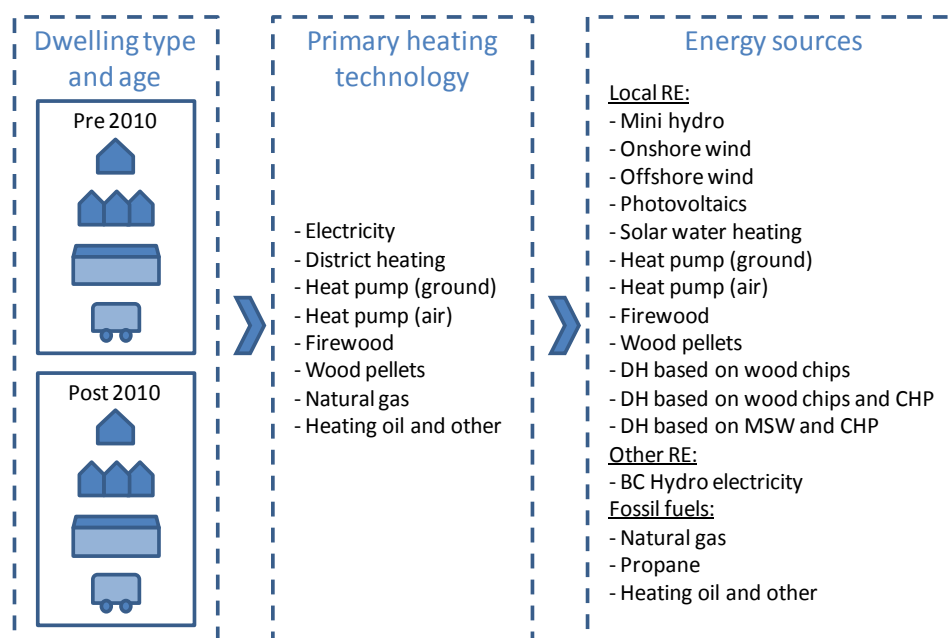 Dwelling type
and age
Pre 2010
Post 2010
Primary heating
technology
- Electricity
- District heating
- Heat pump (ground)
- Heat pump (air)
- Firewood
- Wood pellets
- Natural gas
- Heating oil and other
Energy sources
Local RE:
- Mini hydro
- Onshore wind
- Offshore wind
- Photovoltaics
- Solar water heating
- Heat pump (ground)
- Heat pump (air)
- Firewood
- Wood pellets
- DH based on wood chips
- DH based on wood chips and CHP
- DH based on MSW and CHP
Other RE:
- BC Hydro electricity
Fossil fuels:
- Natural gas
- Propane
- Heating oil and other